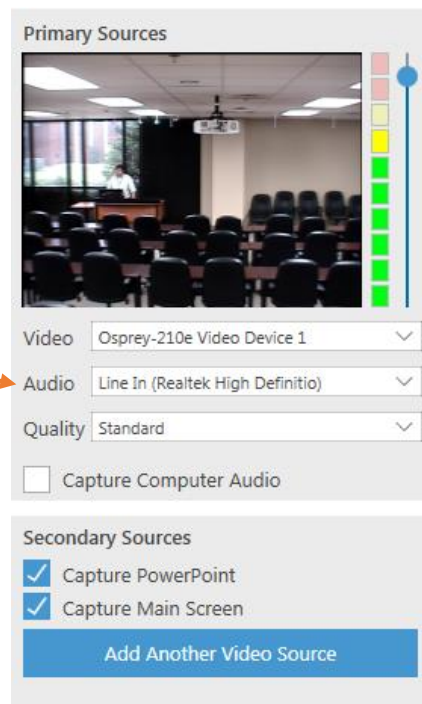 Primary Sources
Video Osprey-210e Video Device 1
Audio Line In (Realtek High Definitio)
Quality Standard
Capture Computer Audio
Secondary Sources
Capture PowerPoint
Capture Main Screen
Add Another Video Source